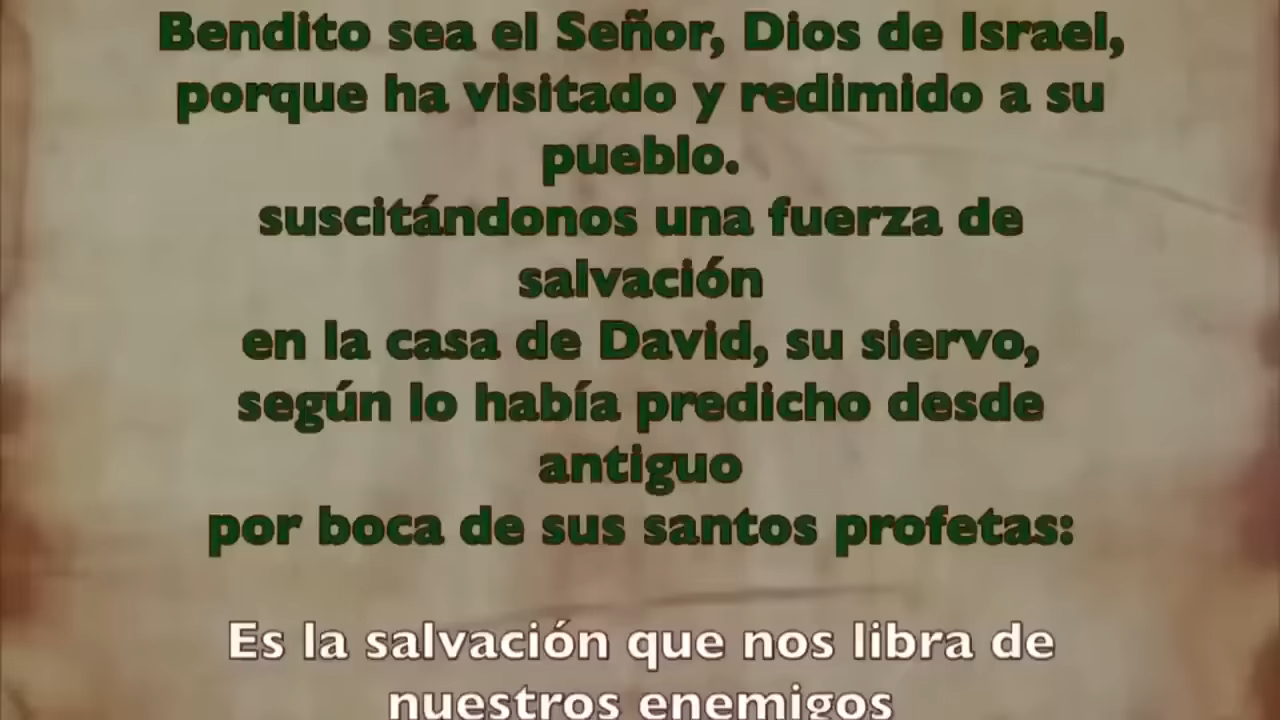 Bendito sea el Señor, Dios de Israel,
porque ha visitado y redimido a su
pueblo.
suscitándonos una fuerza de
salvación
en la casa de David, su siervo,
según lo había predicho desde
antiguo
por boca de sus santos profetas:
Es la salvación que nos libra de
nuestros enemigos